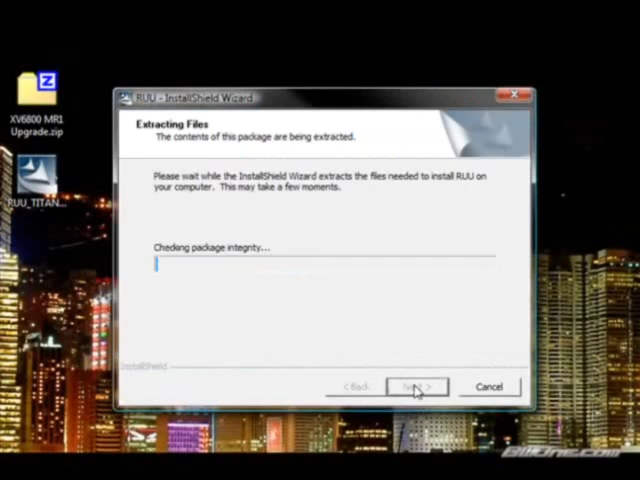 RUU - InstallShield Wizard
Extracting Files
The contents of this package are being extracted.
Please wait while the InstallShield Wizard extracts the files needed to install RUU on
your computer. This may take a few moments.
Checking package integrity...
InstallShield
< Back
Next >
Cancel
XV6800 MR1
Upgrade.zip
RUU_TITAN...